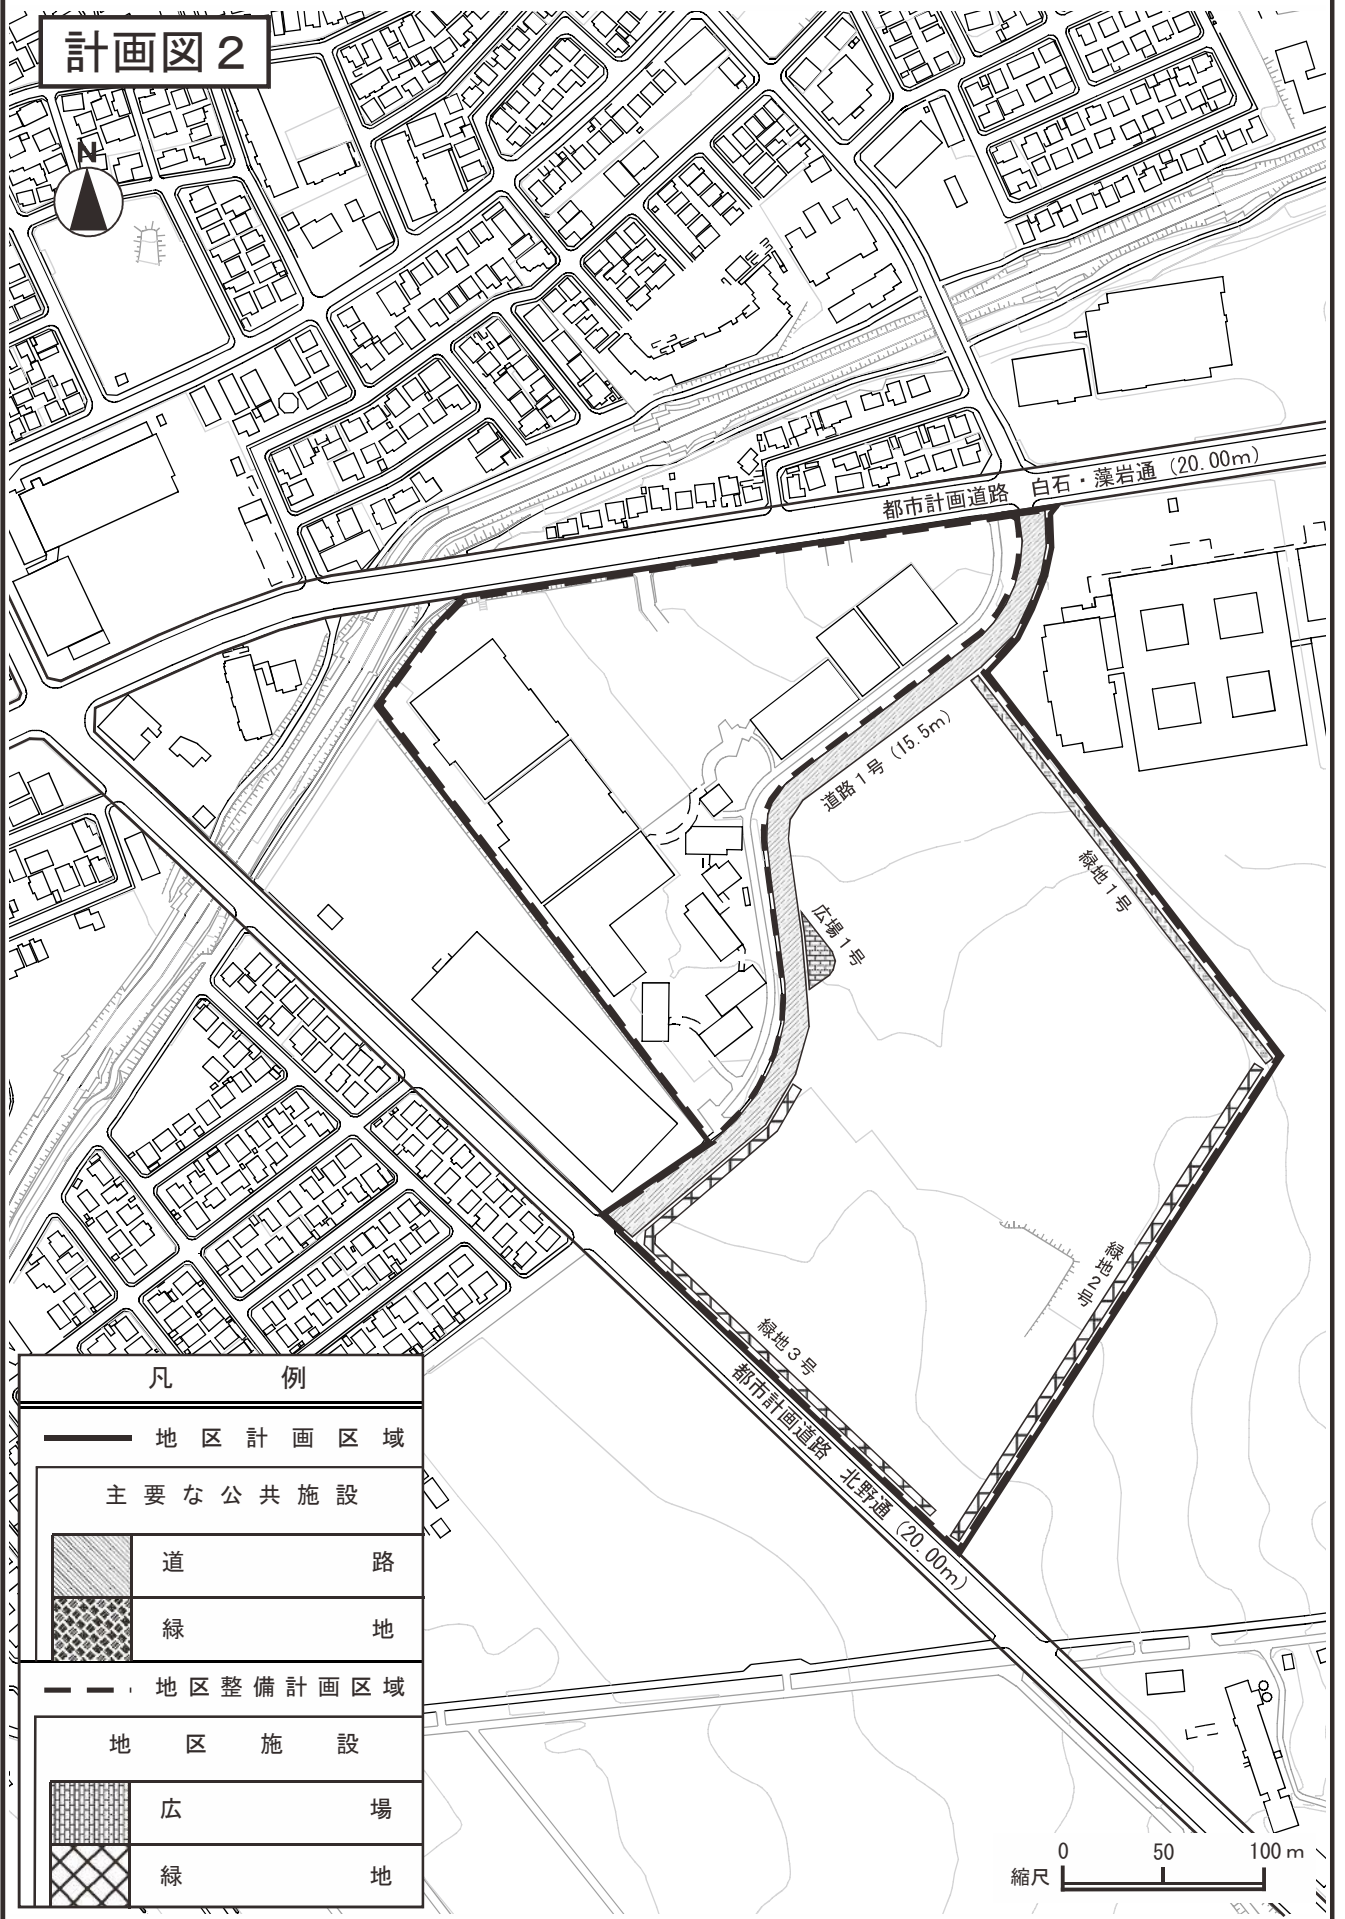 計画図２
N
都市計画道路　白石・藻岩通（20.00m）
道路１号（15.5m）
緑地１号
広場１号
緑地２号
緑地３号
都市計画道路　北野通（20.00m）
凡例
地区計画区域
主要な公共施設
道路
緑地
地区整備計画区域
地区施設
広場
緑地
0 50 100 m
縮尺